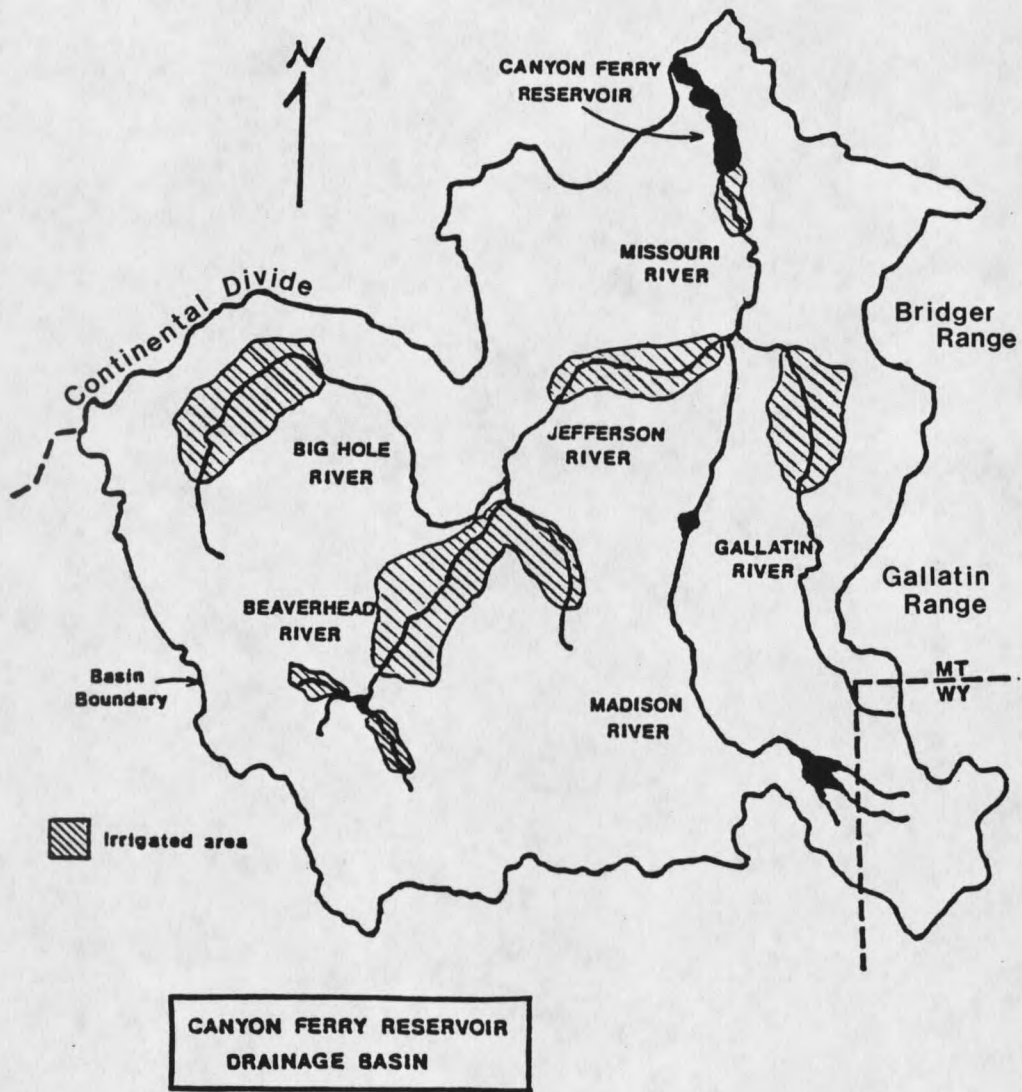 N
CANYON FERRY
RESERVOIR
MISSOURI
RIVER
Continental Divide
Bridger
Range
BIG HOLE
RIVER
JEFFERSON
RIVER
GALLATIN
RIVER
Gallatin
Range
BEAVERHEAD
RIVER
Basin
Boundary
MADISON
RIVER
MT
WY
Irrigated area
CANYON FERRY RESERVOIR
DRAINAGE BASIN